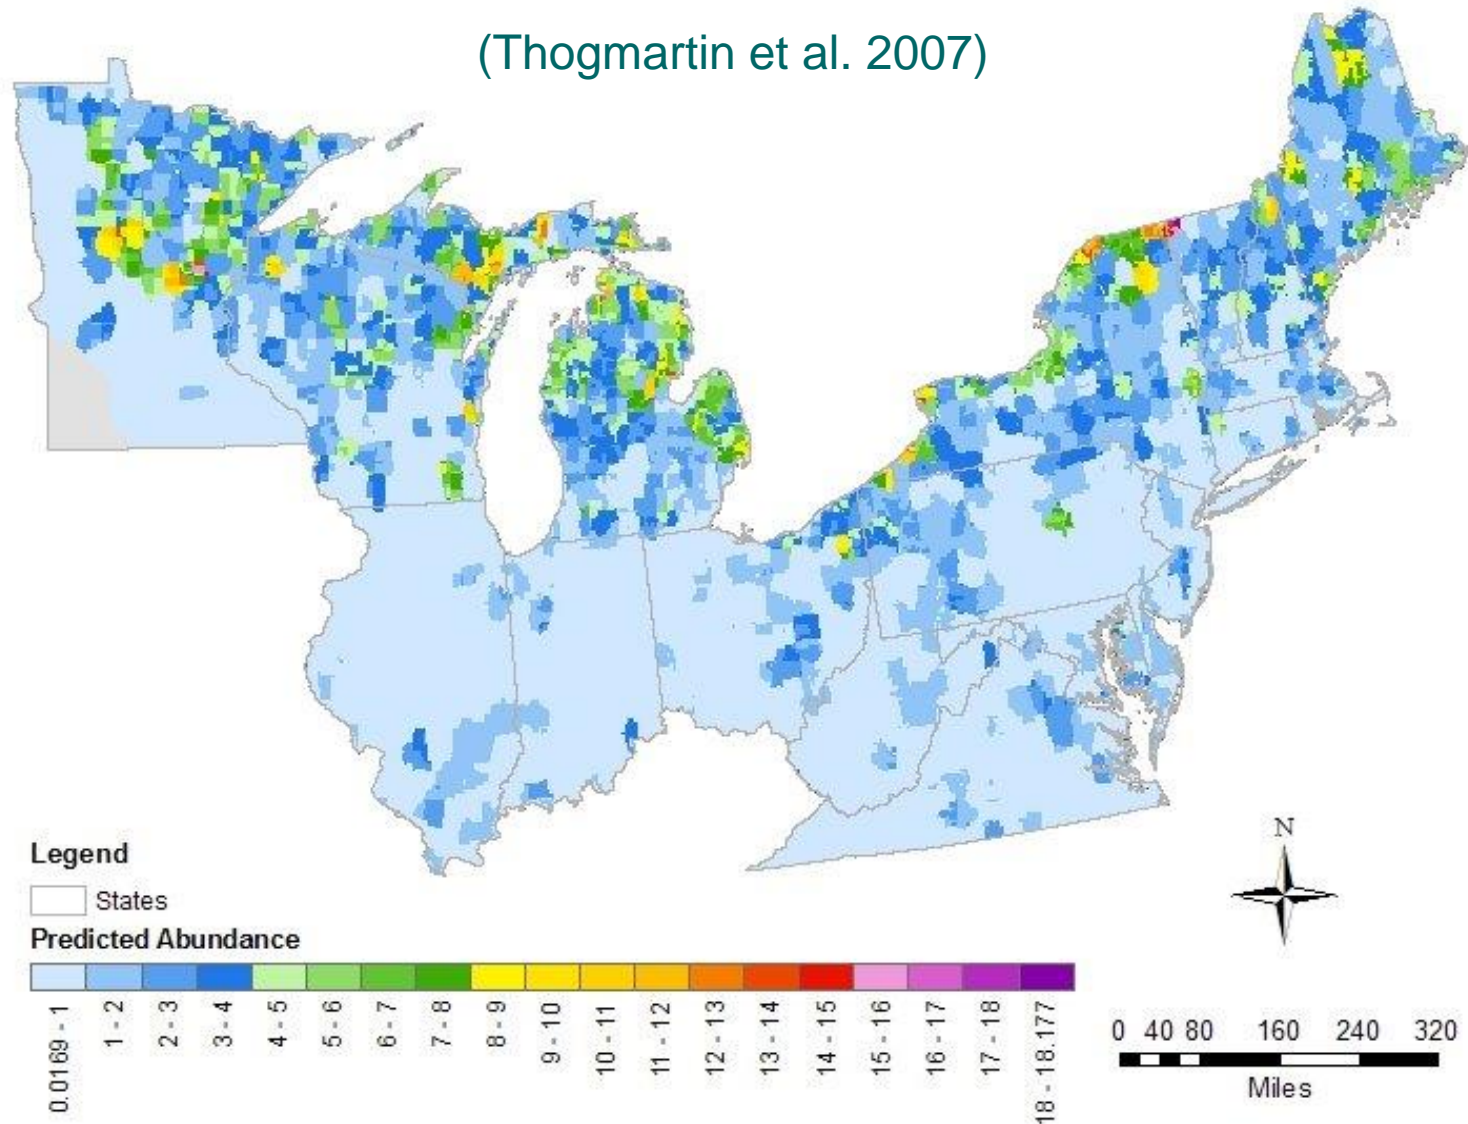 (Thogmartin et al. 2007)
N
Legend
States
Predicted Abundance
0.0169 - 1
1 - 2
2 - 3
3 - 4
4 - 5
5 - 6
6 - 7
7 - 8
8 - 9
9 - 10
10 - 11
11 - 12
12 - 13
13 - 14
14 - 15
15 - 16
16 - 17
17 - 18
18 - 18.177
0 40 80 160 240 320
Miles